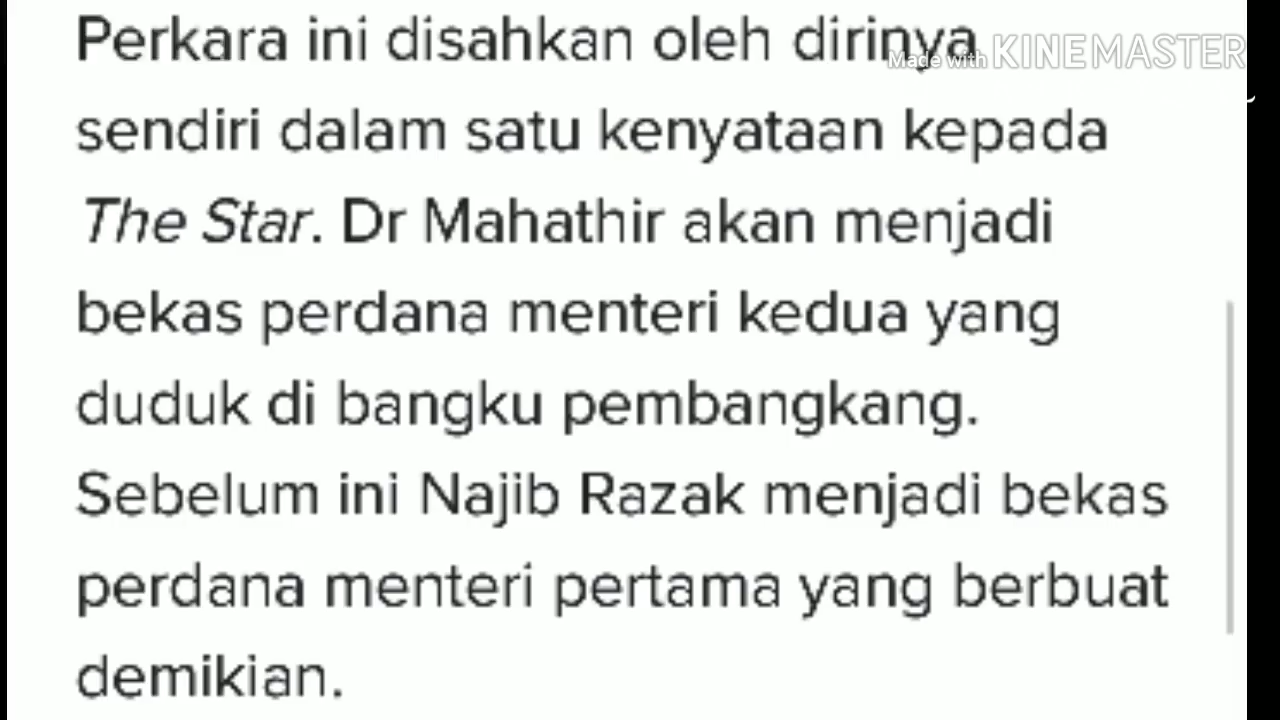 Perkara ini disahkan oleh dirinya
Made with KINEMASTER
sendiri dalam satu kenyataan kepada
The Star. Dr Mahathir akan menjadi
bekas perdana menteri kedua yang
duduk di bangku pembangkang.
Sebelum ini Najib Razak menjadi bekas
perdana menteri pertama yang berbuat
demikian.